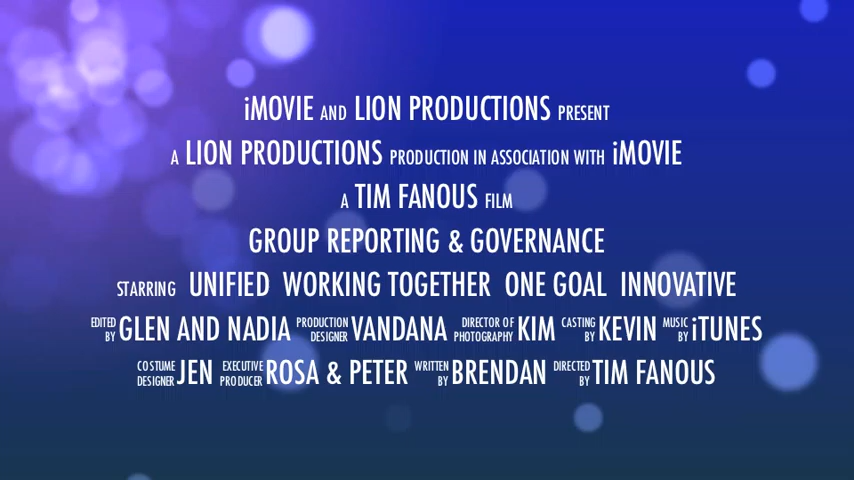 iMOVIE AND LION PRODUCTIONS PRESENT
A LION PRODUCTIONS PRODUCTION IN ASSOCIATION WITH iMOVIE
A TIM FANOUS FILM
GROUP REPORTING & GOVERNANCE
STARRING UNIFIED WORKING TOGETHER ONE GOAL INNOVATIVE
EDITED BY GLEN AND NADIA PRODUCTION DESIGNER VANDANA DIRECTOR OF PHOTOGRAPHY KIM CASTING BY KEVIN MUSIC BY iTUNES
COSTUME DESIGNER JEN EXECUTIVE PRODUCER ROSA & PETER WRITTEN BY BRENDAN DIRECTED BY TIM FANOUS